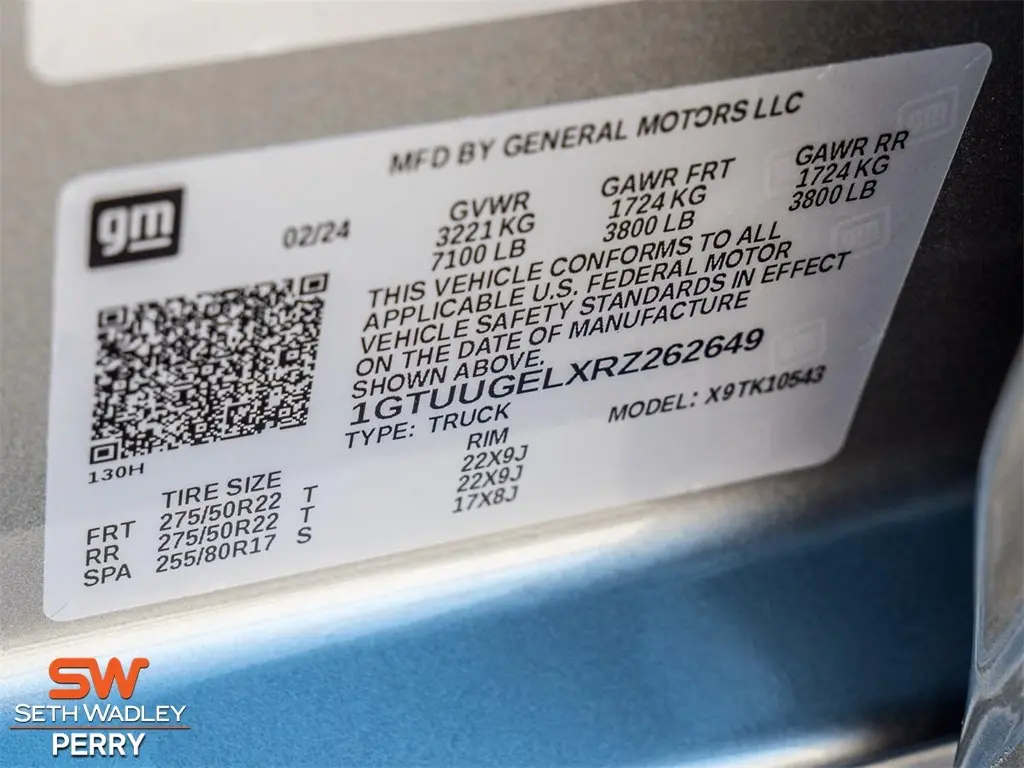 MFD BY GENERAL MOTORS LLC
gm
02/24
GVWR
3221 KG
7100 LB
GAWR FRT
1724 KG
3800 LB
GAWR RR
1724 KG
3800 LB
THIS VEHICLE CONFORMS TO ALL
APPLICABLE U.S. FEDERAL MOTOR
VEHICLE SAFETY STANDARDS IN EFFECT
ON THE DATE OF MANUFACTURE
SHOWN ABOVE.
1GTUUGELXRZ262649
TYPE: TRUCK
MODEL: X9TK10543
130H
TIRE SIZE
RIM
FRT 275/50R22 T 22X9J
RR 275/50R22 T 22X9J
SPA 255/80R17 S 17X8J
SW
SETH WADLEY
PERRY